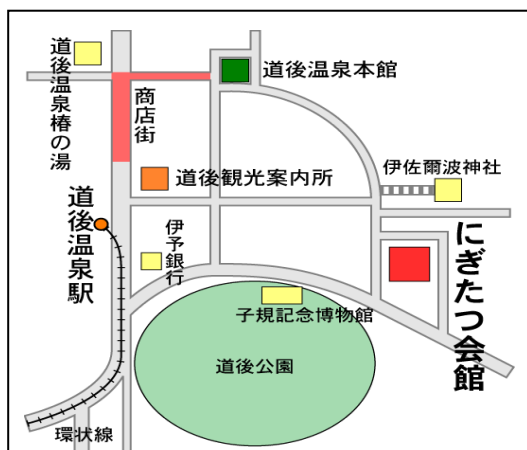 道後温泉椿の湯
商店街
道後温泉本館
伊佐爾波神社
道後観光案内所
道後温泉駅
伊予銀行
にぎたつ会館
子規記念博物館
道後公園
環状線